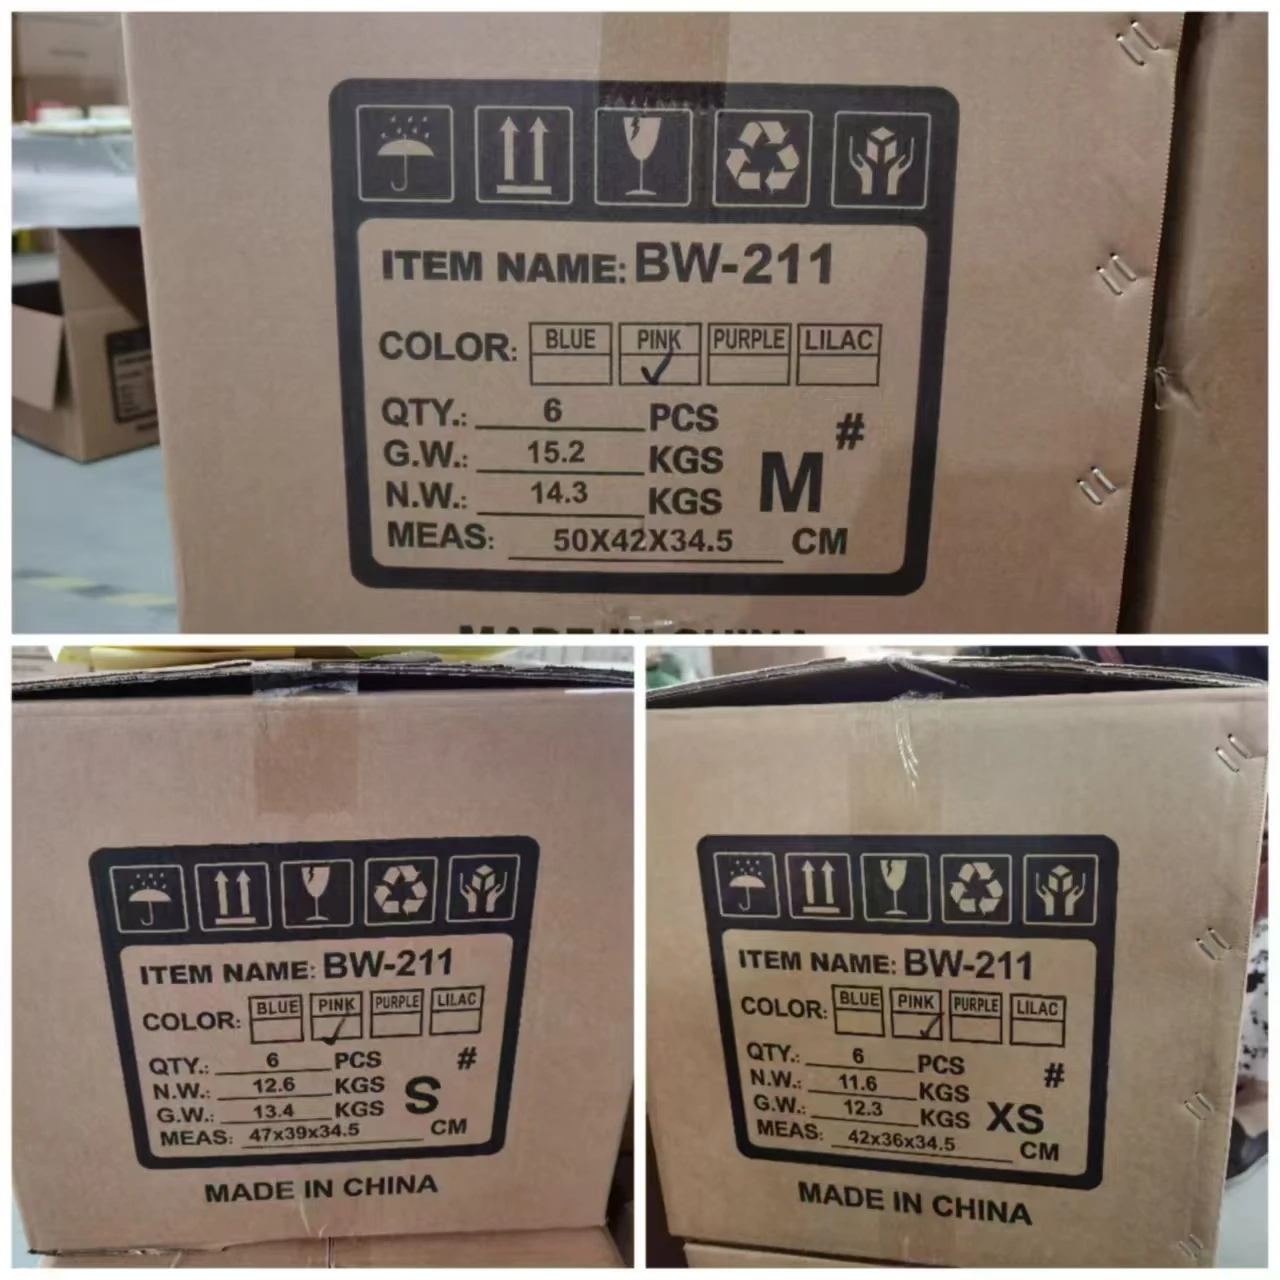 ITEM NAME: BW-211
COLOR: BLUE PINK PURPLE LILAC
✓
QTY.: 6 PCS
#
G.W.: 15.2 KGS
M
N.W.: 14.3 KGS
MEAS: 50X42X34.5 CM
MADE IN CHINA
ITEM NAME: BW-211
COLOR: BLUE PINK PURPLE LILAC
✓
QTY.: 6 PCS #
N.W.: 12.6 KGS
S
G.W.: 13.4 KGS
MEAS: 47x39x34.5 CM
MADE IN CHINA
ITEM NAME: BW-211
COLOR: BLUE PINK PURPLE LILAC
✓
QTY.: 6 PCS
#
N.W.: 11.6 KGS
G.W.: 12.3 KGS XS
MEAS: 42x36x34.5 CM
MADE IN CHINA